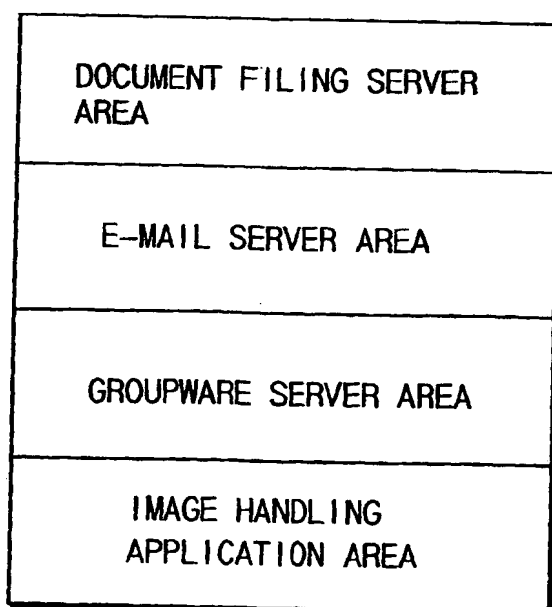 DOCUMENT FILING SERVER
AREA
E-MAIL SERVER AREA
GROUPWARE SERVER AREA
IMAGE HANDLING
APPLICATION AREA